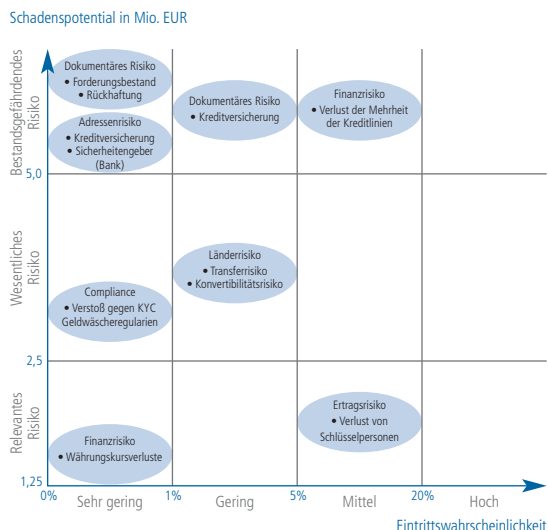 Schadenspotential in Mio. EUR
Bestandsgefährdendes
Risiko
Dokumentäres Risiko
• Forderungsbestand
• Rückhaftung
Adressenrisiko
• Kreditversicherung
• Sicherheitengeber
(Bank)
Dokumentäres Risiko
• Kreditversicherung
Finanzrisiko
• Verlust der Mehrheit
der Kreditlinien
5,0
Wesentliches
Risiko
Länderrisiko
• Transferrisiko
• Konvertibilitätsrisiko
Compliance
• Verstoß gegen KYC
Geldwäscheregularien
2,5
Relevantes
Risiko
Ertragsrisiko
• Verlust von
Schlüsselpersonen
Finanzrisiko
• Währungskursverluste
1,25
0% Sehr gering 1% Gering 5% Mittel 20% Hoch
Eintrittswahrscheinlichkeit